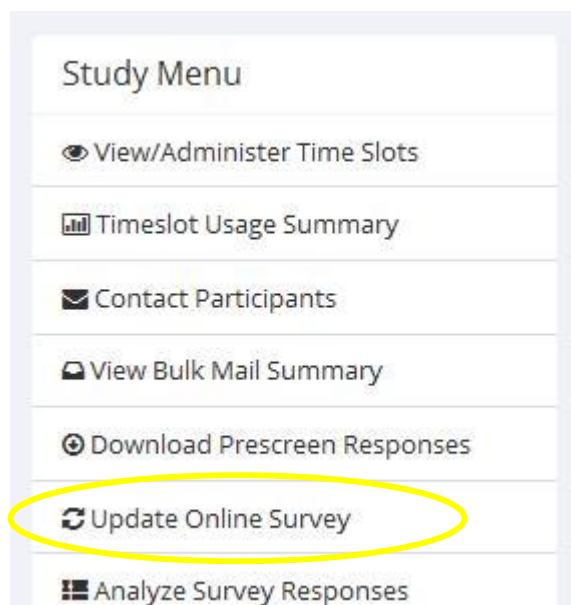 Study Menu
View/Administer Time Slots
Timeslot Usage Summary
Contact Participants
View Bulk Mail Summary
Download Prescreen Responses
Update Online Survey
Analyze Survey Responses